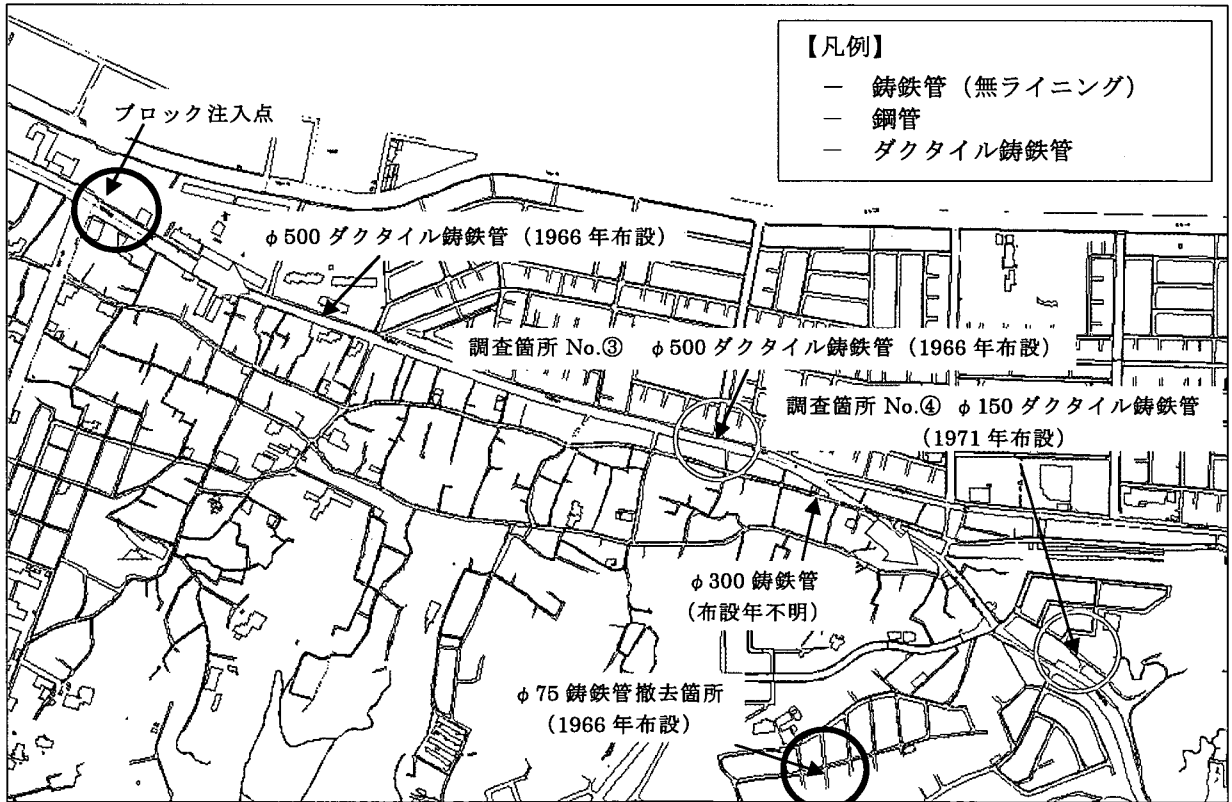 【凡例】
― 鋳鉄管（無ライニング）
― 鋼管
― ダクタイル鋳鉄管
ブロック注入点
φ500 ダクタイル鋳鉄管（1966 年布設）
調査箇所 No.③ φ500 ダクタイル鋳鉄管（1966 年布設）
調査箇所 No.④ φ150 ダクタイル鋳鉄管
（1971 年布設）
φ300 鋳鉄管
（布設年不明）
φ75 鋳鉄管撤去箇所
（1966 年布設）